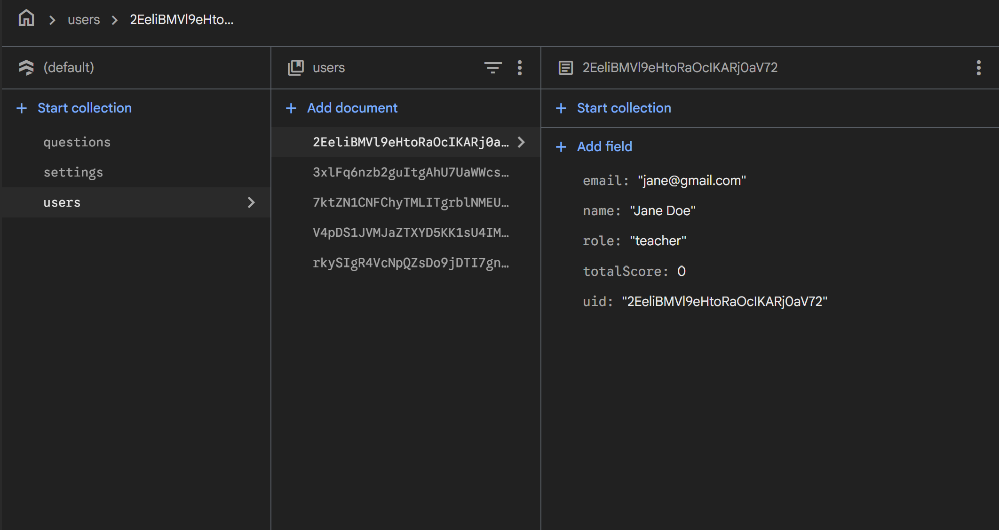 users
2EeliBMVl9eHto...
(default)
Start collection
questions
settings
users
users
Add document
2EeliBMVl9eHtoRaOcIKARj0a…
3xlFq6nzb2guItgAhU7UaWWcs…
7ktZN1CNFChyTMLITgrblNMEU…
V4pDS1JVMJaZTXYD5KK1sU4IM…
rkySIgR4VcNpQZsDo9jDTI7gn…
2EeliBMVl9eHtoRaOcIKARj0aV72
Start collection
Add field
email: "jane@gmail.com"
name: "Jane Doe"
role: "teacher"
totalScore: 0
uid: "2EeliBMVl9eHtoRaOcIKARj0aV72"